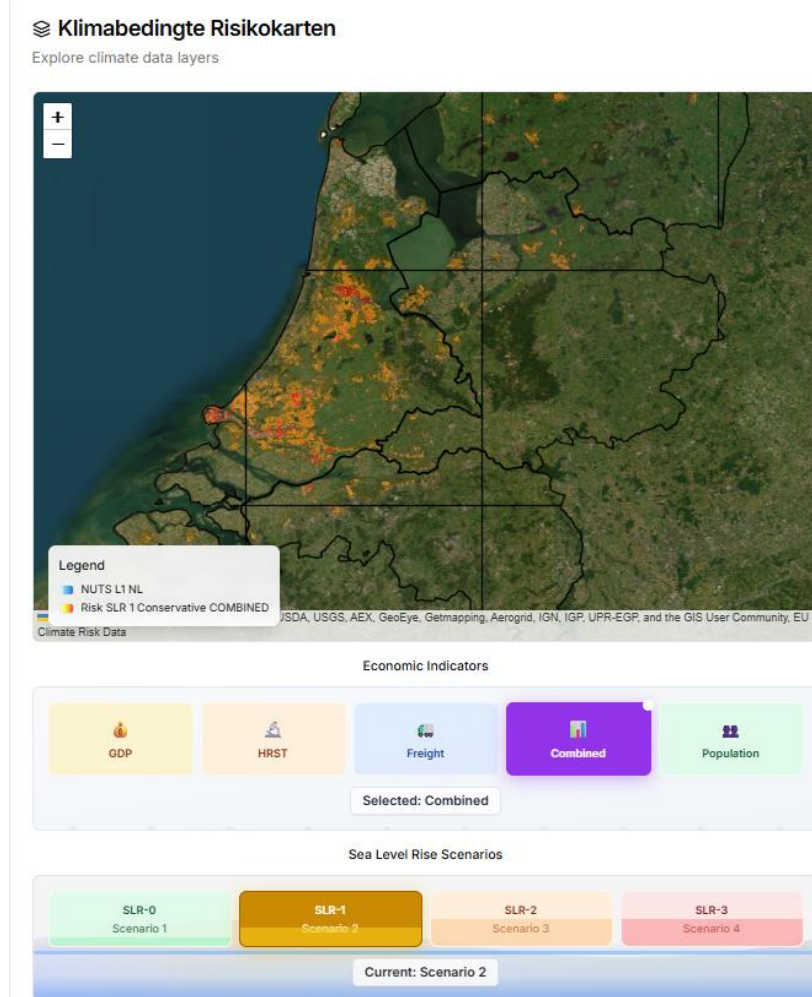 Klimabedingte Risikokarten
Explore climate data layers
+
−
Legend
NUTS L1 NL
Risk SLR 1 Conservative COMBINED
USDA, USGS, AEX, GeoEye, Getmapping, Aerogrid, IGN, IGP, UPR-EGP, and the GIS User Community, EU
Climate Risk Data
Economic Indicators
GDP
HRST
Freight
Combined
Population
Selected: Combined
Sea Level Rise Scenarios
SLR-0
Scenario 1
SLR-1
Scenario 2
SLR-2
Scenario 3
SLR-3
Scenario 4
Current: Scenario 2